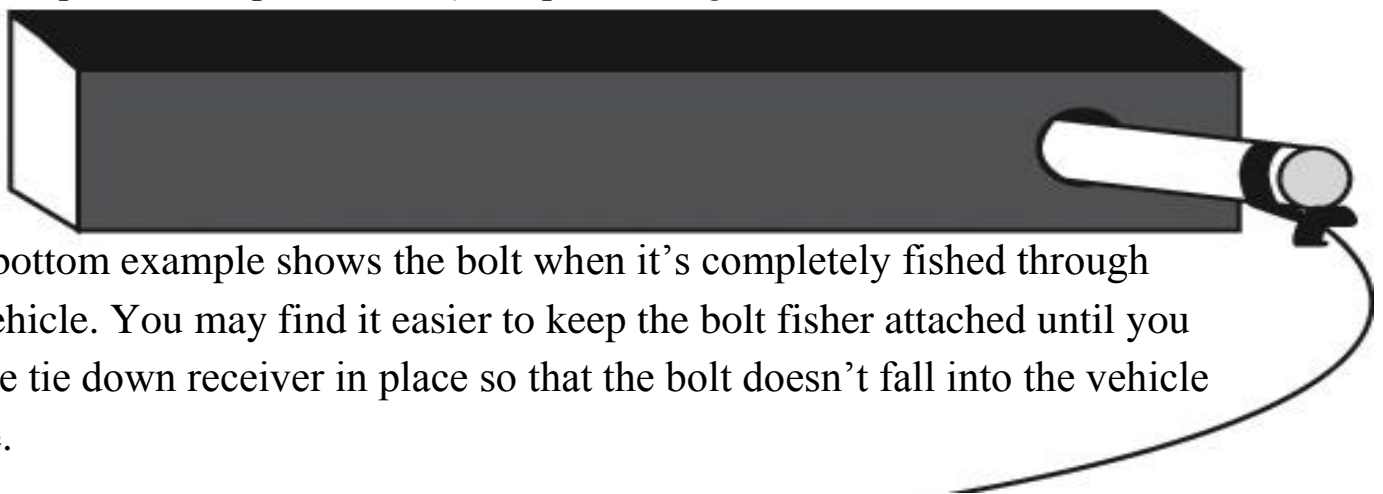 bottom example shows the bolt when it’s completely fished through
ehicle. You may find it easier to keep the bolt fisher attached until you
e tie down receiver in place so that the bolt doesn’t fall into the vehicle